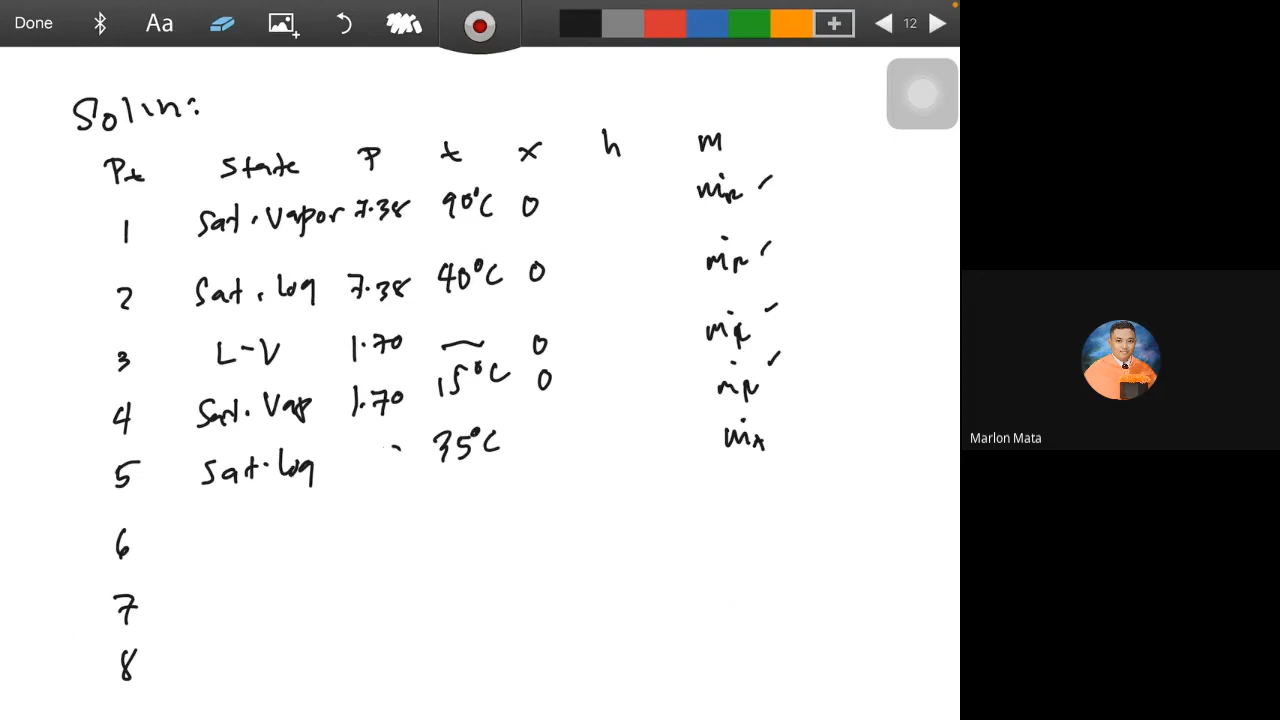 Done Aa 12
Soln:
Pt State P t x h m
1 Sat. Vapor 7.38 90°C 0 ṁR ✓
2 Sat. Liq 7.38 40°C 0 ṁR ✓
3 L-V 1.70 — 0 ṁR ✓
4 Sat. Vap 1.70 15°C 0 ṁR ✓
5 Sat. Liq 35°C ṁA
6
7
8
Marlon Mata